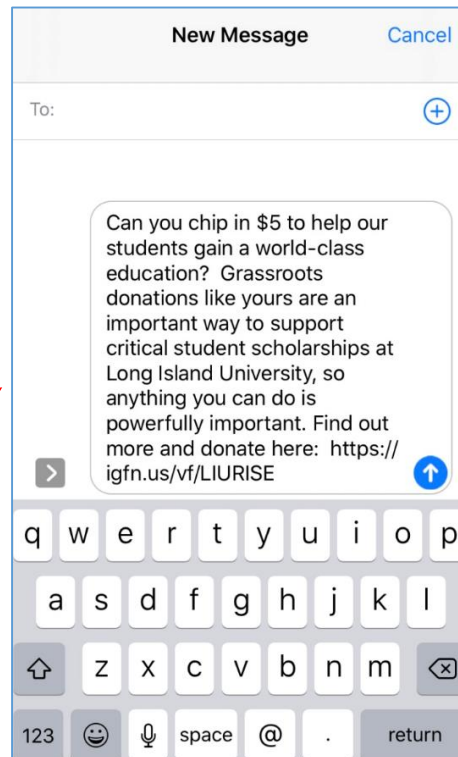 New Message Cancel
To:
Can you chip in $5 to help our
students gain a world-class
education?  Grassroots
donations like yours are an
important way to support
critical student scholarships at
Long Island University, so
anything you can do is
powerfully important. Find out
more and donate here:  https://
igfn.us/vf/LIURISE
q w e r t y u i o p
a s d f g h j k l
z x c v b n m
123 space @ . return